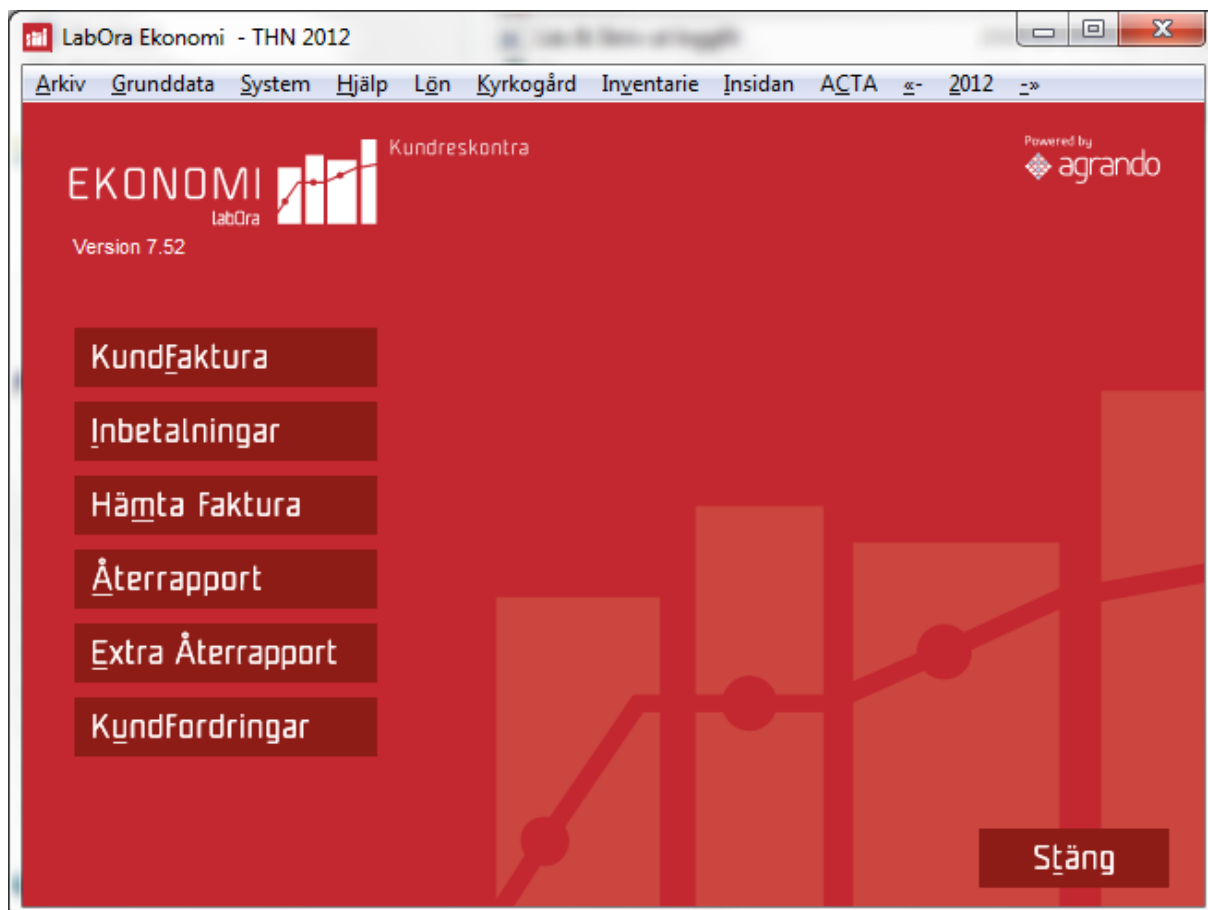 LabOra Ekonomi - THN 2012
Arkiv Grunddata System Hjälp Lön Kyrkogård Inventarie Insidan ACTA «- 2012 -»
Kundreskontra
EKONOMI
labOra
Version 7.52
Powered by
agrando
KundFaktura
Inbetalningar
Hämta Faktura
Återrapport
Extra Återrapport
KundFordringar
Stäng